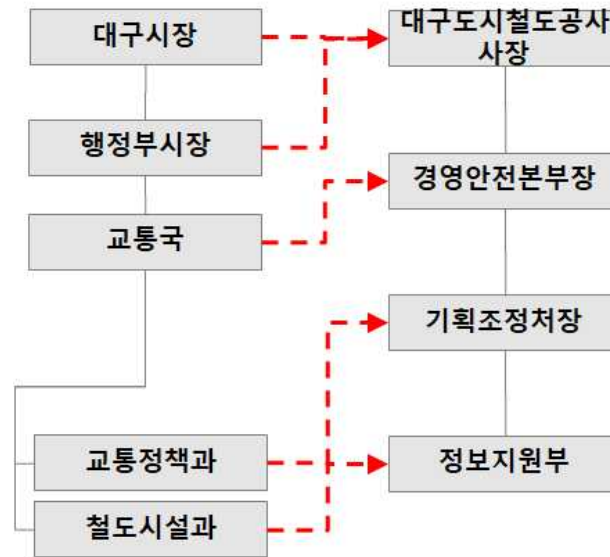 대구시장
대구도시철도공사
사장
행정부시장
경영안전본부장
교통국
기획조정처장
교통정책과
정보지원부
철도시설과